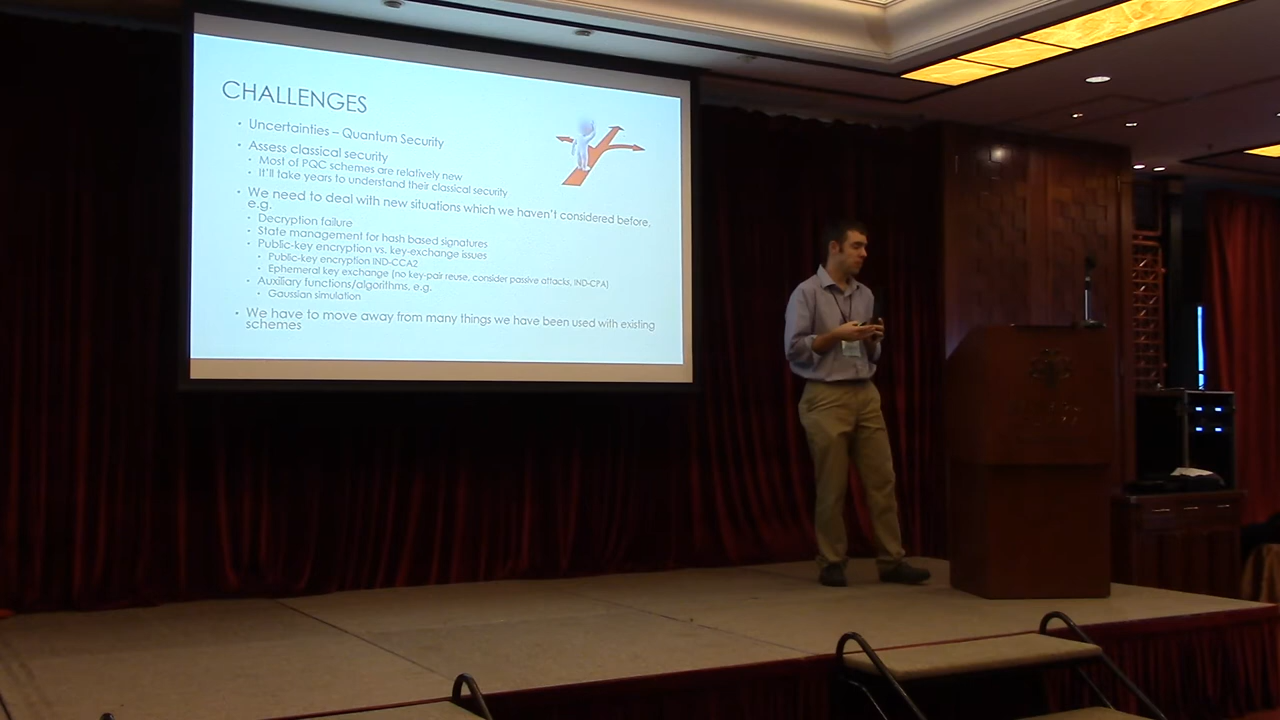 CHALLENGES
• Uncertainties – Quantum Security
• Assess classical security
• Most of PQC schemes are relatively new
• It'll take years to understand their classical security
• We need to deal with new situations which we haven't considered before,
e.g.
• Decryption failure
• State management for hash based signatures
• Public-key encryption vs. key-exchange issues
• Public-key encryption IND-CCA2
• Ephemeral key exchange (no key-pair reuse, consider passive attacks, IND-CPA)
• Auxiliary functions/algorithms, e.g.
• Gaussian simulation
• We have to move away from many things we have been used with existing
schemes